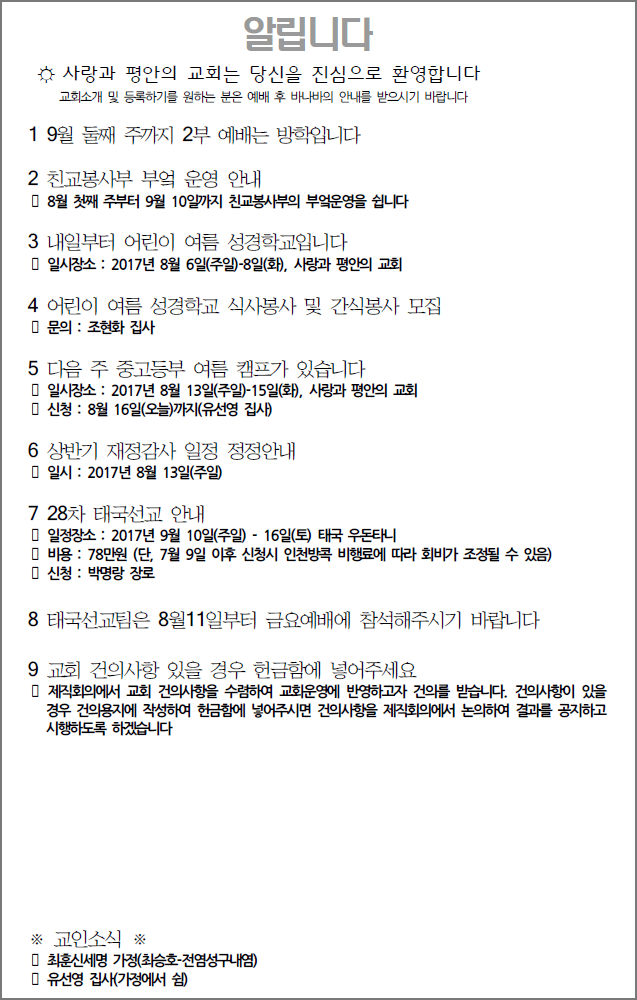 알립니다
☼ 사랑과 평안의 교회는 당신을 진심으로 환영합니다
교회소개 및 등록하기를 원하는 분은 예배 후 바나바의 안내를 받으시기 바랍니다
1 9월 둘째 주까지 2부 예배는 방학입니다
2 친교봉사부 부엌 운영 안내
▯ 8월 첫째 주부터 9월 10일까지 친교봉사부의 부엌운영을 쉽니다
3 내일부터 어린이 여름 성경학교입니다
▯ 일시장소 : 2017년 8월 6일(주일)-8일(화), 사랑과 평안의 교회
4 어린이 여름 성경학교 식사봉사 및 간식봉사 모집
▯ 문의 : 조현화 집사
5 다음 주 중고등부 여름 캠프가 있습니다
▯ 일시장소 : 2017년 8월 13일(주일)-15일(화), 사랑과 평안의 교회
▯ 신청 : 8월 16일(오늘)까지(유선영 집사)
6 상반기 재정감사 일정 정정안내
▯ 일시 : 2017년 8월 13일(주일)
7 28차 태국선교 안내
▯ 일정장소 : 2017년 9월 10일(주일) - 16일(토) 태국 우돈타니
▯ 비용 : 78만원 (단, 7월 9일 이후 신청시 인천방콕 비행료에 따라 회비가 조정될 수 있음)
▯ 신청 : 박명랑 장로
8 태국선교팀은 8월11일부터 금요예배에 참석해주시기 바랍니다
9 교회 건의사항 있을 경우 헌금함에 넣어주세요
▯ 제직회의에서 교회 건의사항을 수렴하여 교회운영에 반영하고자 건의를 받습니다. 건의사항이 있을
경우 건의용지에 작성하여 헌금함에 넣어주시면 건의사항을 제직회의에서 논의하여 결과를 공지하고
시행하도록 하겠습니다
※ 교인소식 ※
▯ 최훈신세명 가정(최승호-전염성구내염)
▯ 유선영 집사(가정에서 쉼)